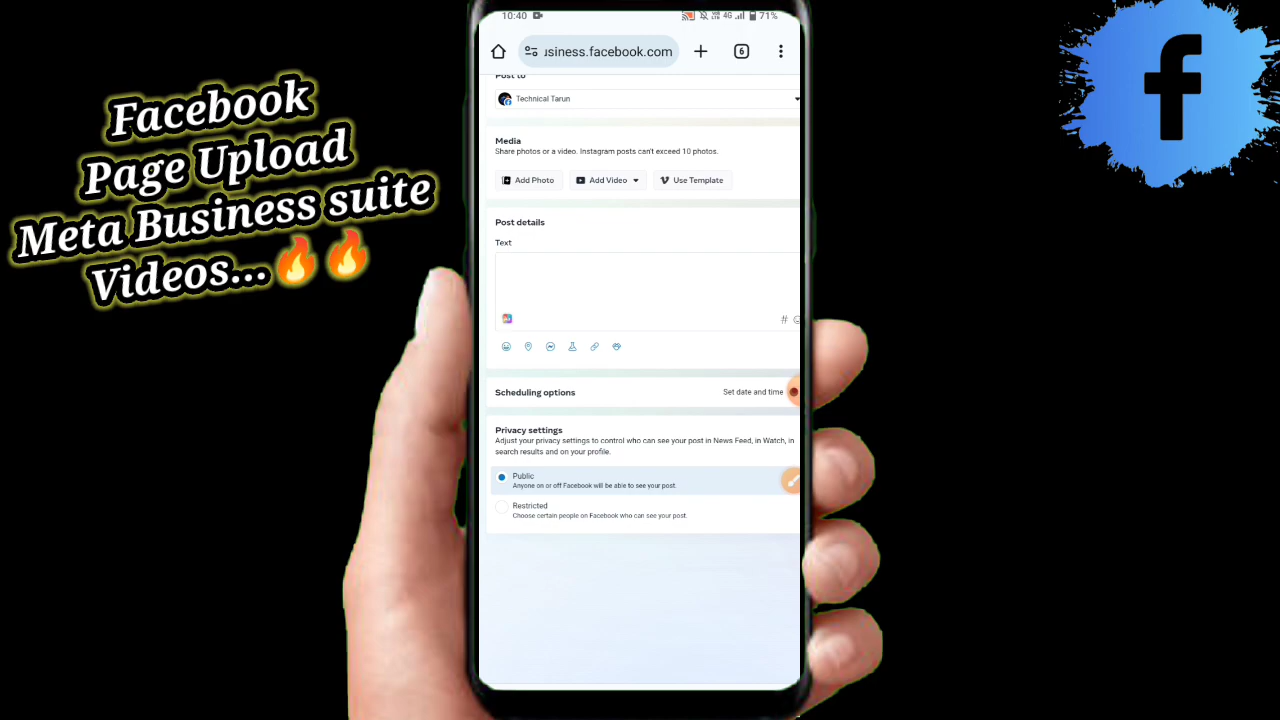 Facebook
Page Upload
Meta Business suite
Videos...🔥🔥
f
10:40
4G 71%
usiness.facebook.com
6
Post to
Technical Tarun
Media
Share photos or a video. Instagram posts can't exceed 10 photos.
Add Photo
Add Video
Use Template
Post details
Text
#
Scheduling options
Set date and time
Privacy settings
Adjust your privacy settings to control who can see your post in News Feed, in Watch, in
search results and on your profile.
Public
Anyone on or off Facebook will be able to see your post.
Restricted
Choose certain people on Facebook who can see your post.